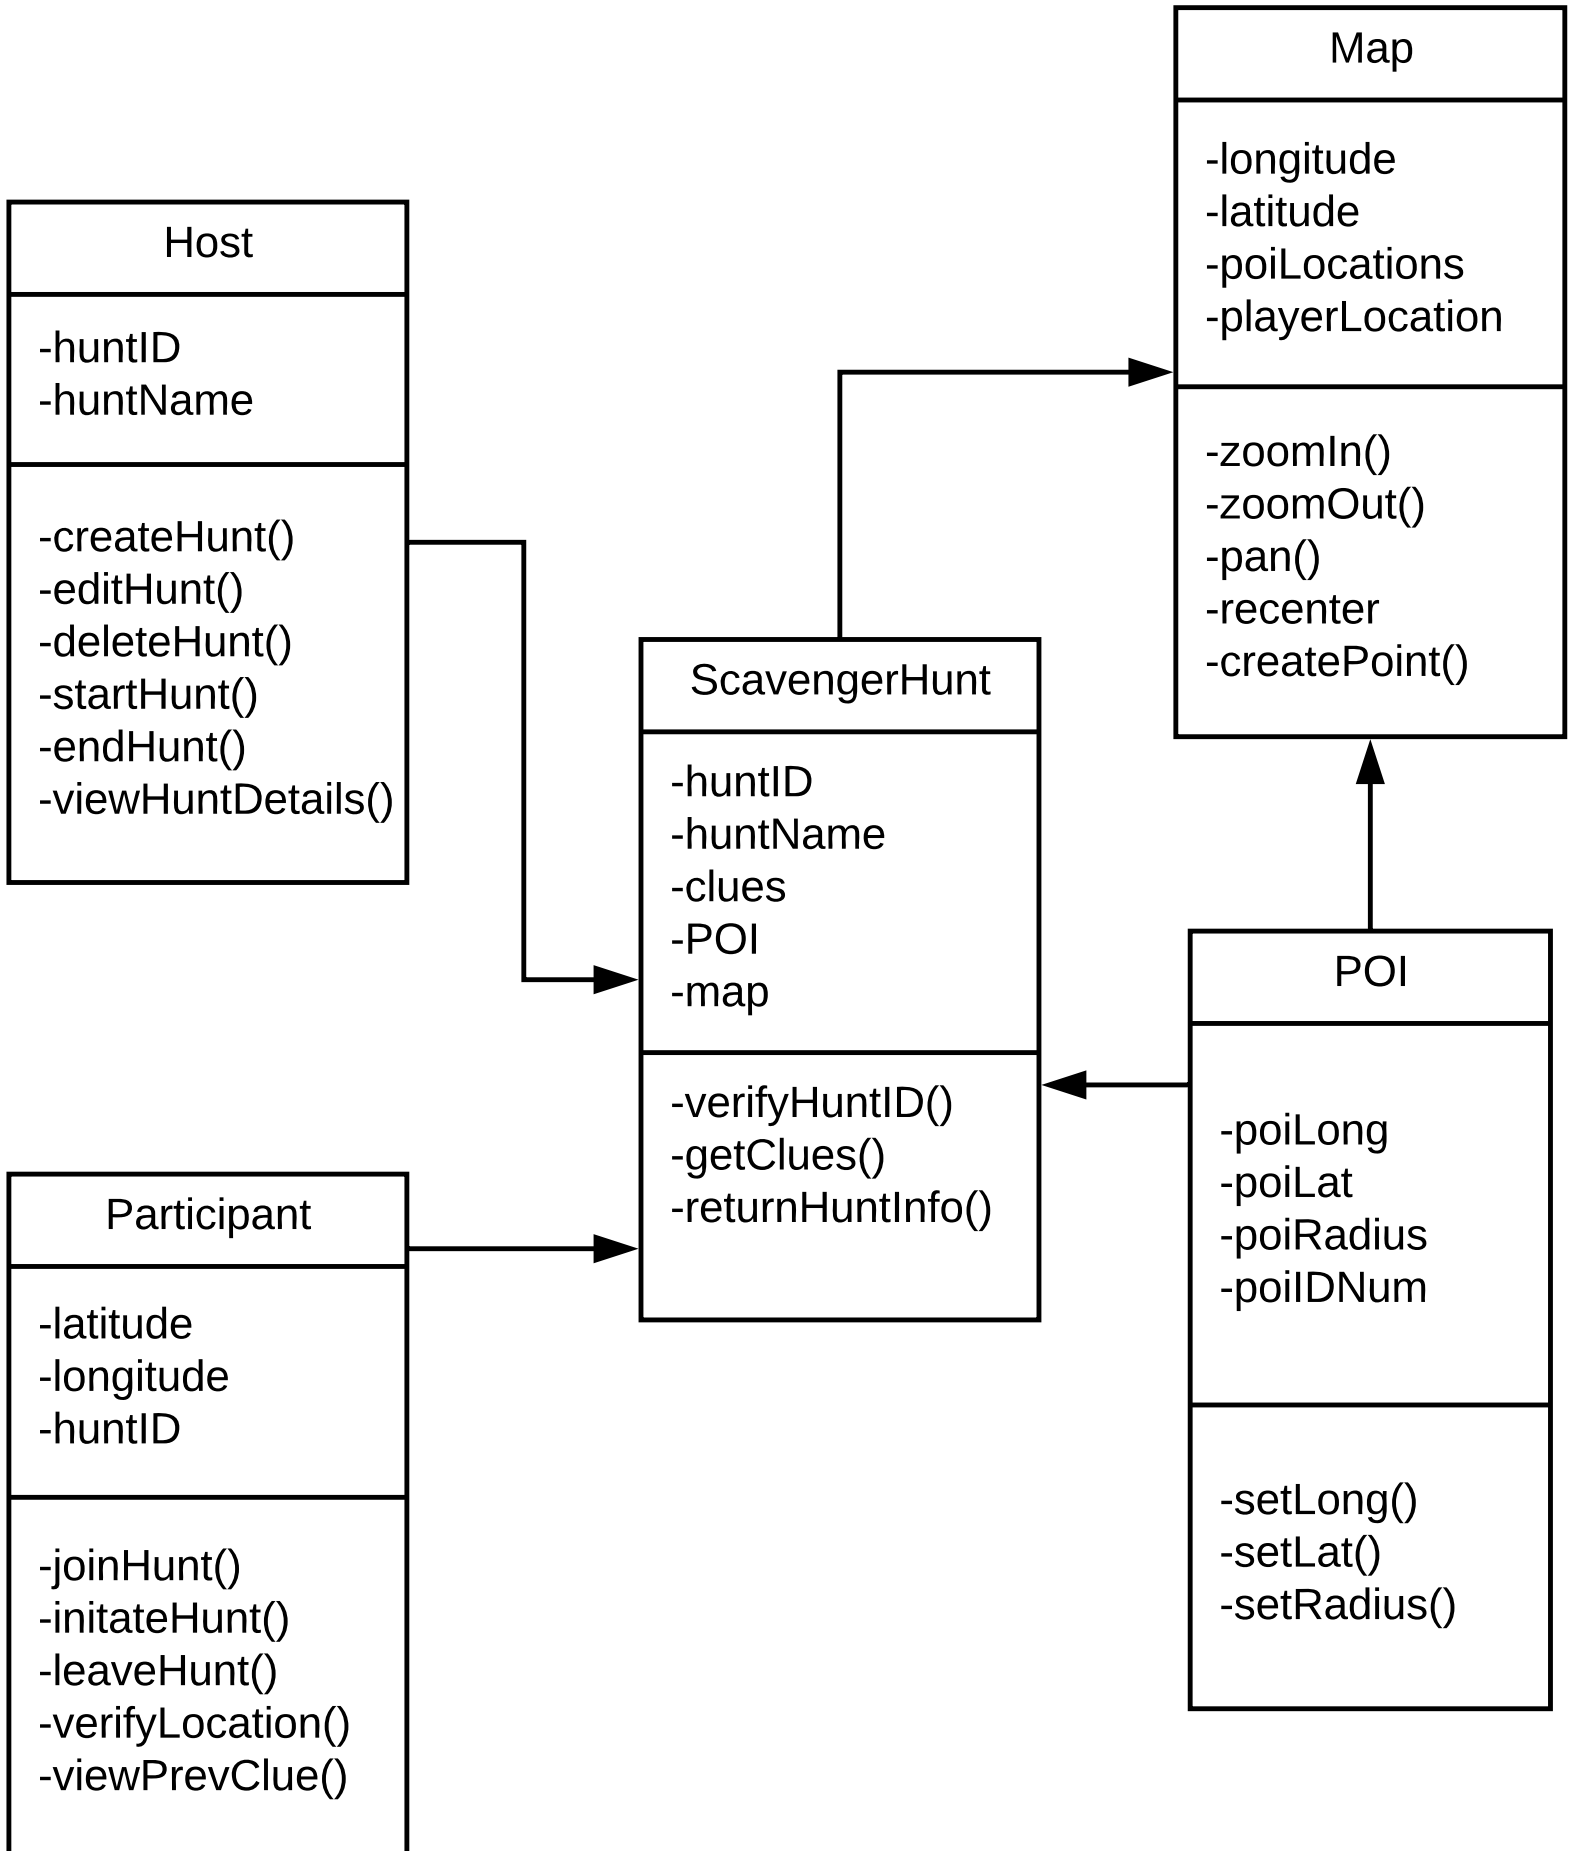 Map
-longitude
-latitude
-poiLocations
-playerLocation
-zoomIn()
-zoomOut()
-pan()
-recenter
-createPoint()
Host
-huntID
-huntName
-createHunt()
-editHunt()
-deleteHunt()
-startHunt()
-endHunt()
-viewHuntDetails()
ScavengerHunt
-huntID
-huntName
-clues
-POI
-map
-verifyHuntID()
-getClues()
-returnHuntInfo()
POI
-poiLong
-poiLat
-poiRadius
-poiIDNum
-setLong()
-setLat()
-setRadius()
Participant
-latitude
-longitude
-huntID
-joinHunt()
-initateHunt()
-leaveHunt()
-verifyLocation()
-viewPrevClue()